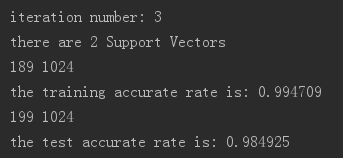 iteration number: 3
there are 2 Support Vectors
189 1024
the training accurate rate is: 0.994709
199 1024
the test accurate rate is: 0.984925